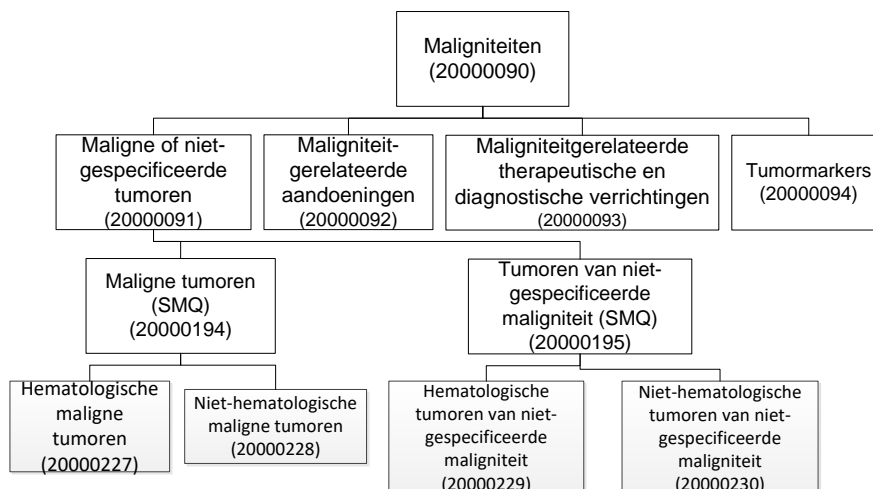 Maligniteiten
(20000090)
Maligne of niet-
gespecificeerde
tumoren
(20000091)
Maligniteit-
gerelateerde
aandoeningen
(20000092)
Maligniteitgerelateerde
therapeutische en
diagnostische verrichtingen
(20000093)
Tumormarkers
(20000094)
Maligne tumoren
(SMQ)
(20000194)
Tumoren van niet-
gespecificeerde
maligniteit (SMQ)
(20000195)
Hematologische
maligne
tumoren
(20000227)
Niet-hematologische
maligne tumoren
(20000228)
Hematologische
tumoren van niet-
gespecificeerde
maligniteit
(20000229)
Niet-hematologische
tumoren van niet-
gespecificeerde
maligniteit
(20000230)